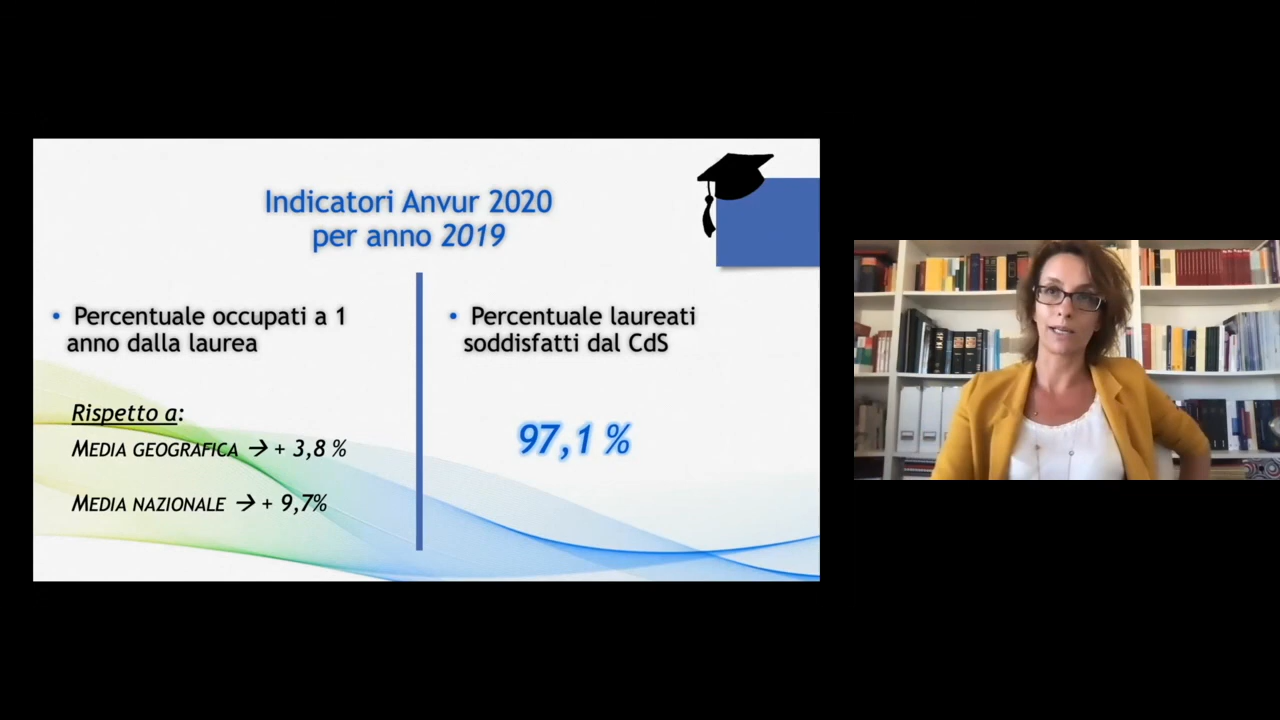 Indicatori Anvur 2020
per anno 2019
• Percentuale occupati a 1
anno dalla laurea
Rispetto a:
MEDIA GEOGRAFICA → + 3,8 %
MEDIA NAZIONALE → + 9,7%
• Percentuale laureati
soddisfatti dal CdS
97,1 %